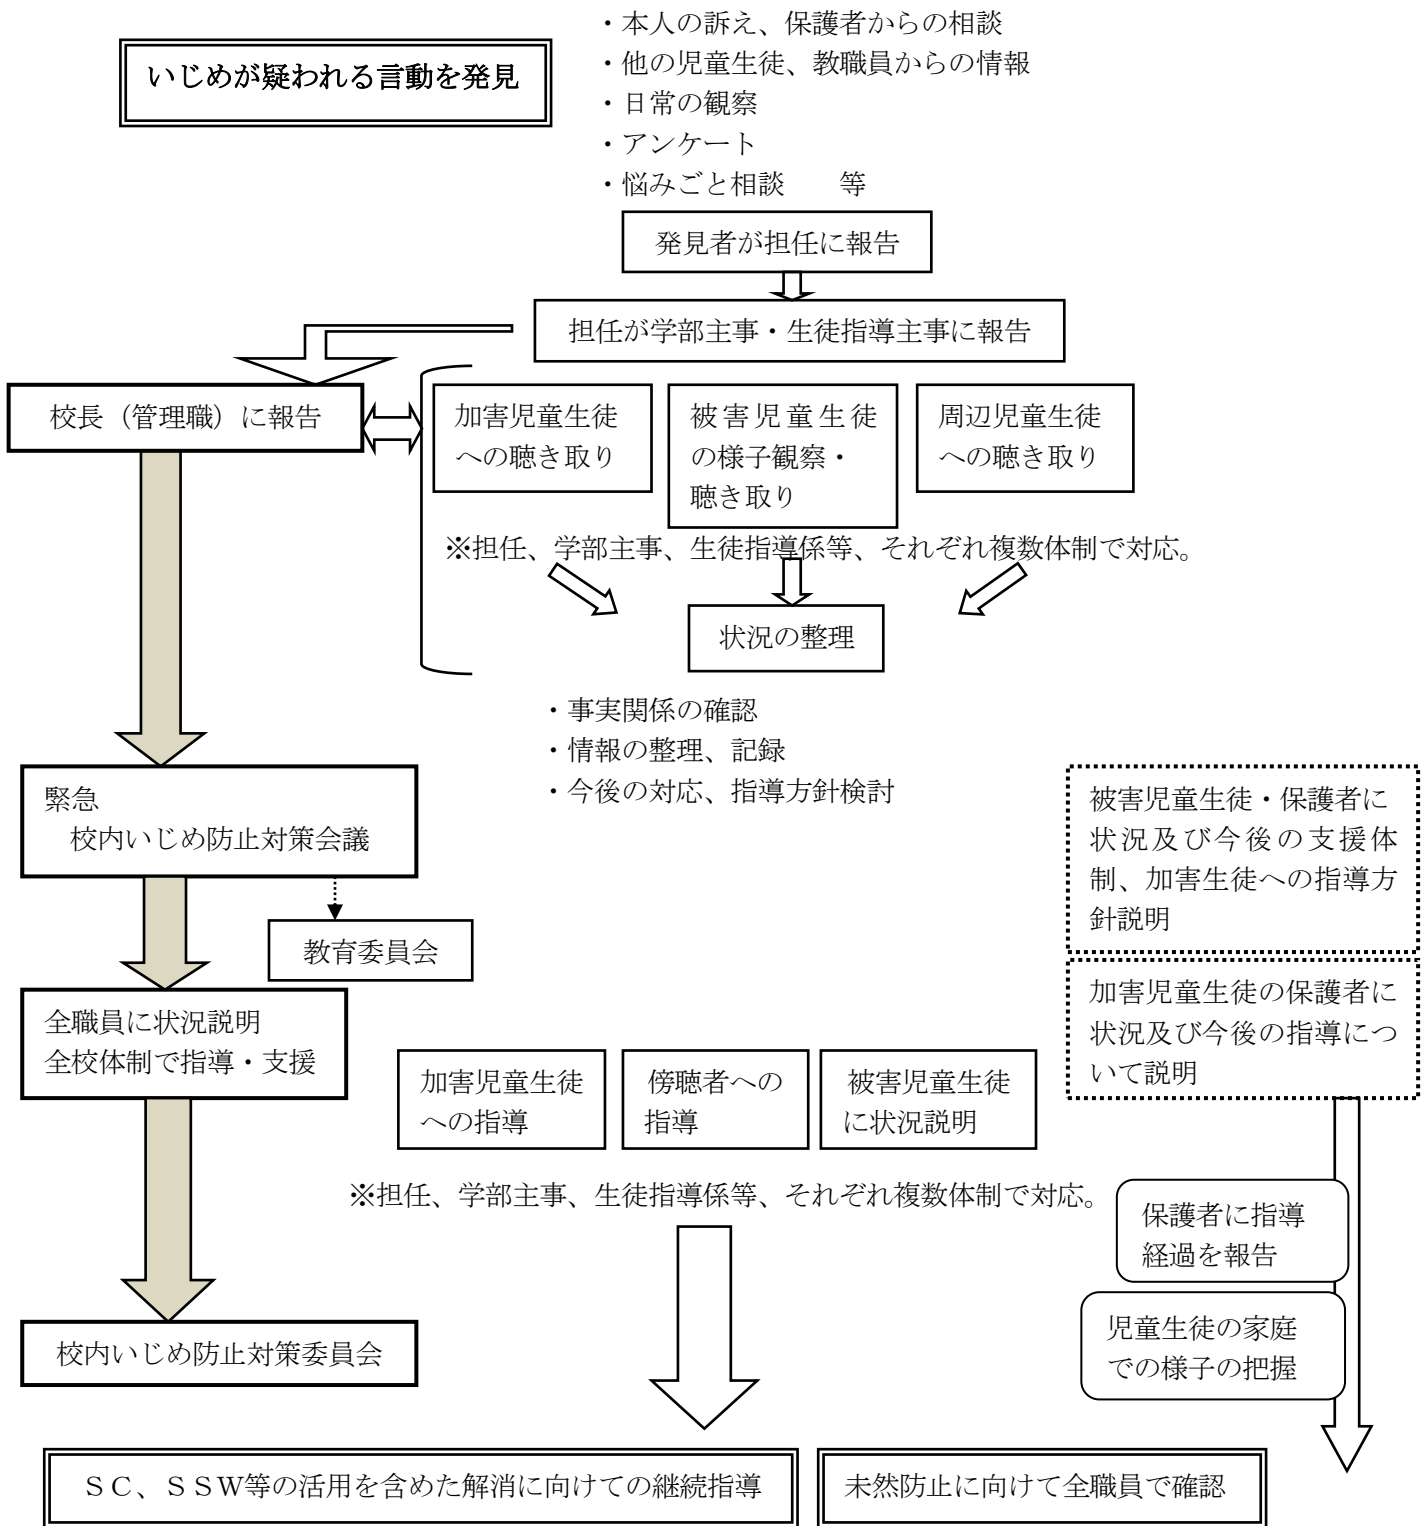 いじめが疑われる言動を発見
・本人の訴え、保護者からの相談
・他の児童生徒、教職員からの情報
・日常の観察
・アンケート
・悩みごと相談　　等
発見者が担任に報告
担任が学部主事・生徒指導主事に報告
校長（管理職）に報告
加害児童生徒
への聴き取り
被害児童生徒
の様子観察・
聴き取り
周辺児童生徒
への聴き取り
※担任、学部主事、生徒指導係等、それぞれ複数体制で対応。
状況の整理
・事実関係の確認
・情報の整理、記録
・今後の対応、指導方針検討
緊急
校内いじめ防止対策会議
教育委員会
被害児童生徒・保護者に
状況及び今後の支援体
制、加害生徒への指導方
針説明
加害児童生徒の保護者に
状況及び今後の指導につ
いて説明
全職員に状況説明
全校体制で指導・支援
加害児童生徒
への指導
傍聴者への
指導
被害児童生徒
に状況説明
※担任、学部主事、生徒指導係等、それぞれ複数体制で対応。
保護者に指導
経過を報告
児童生徒の家庭
での様子の把握
校内いじめ防止対策委員会
ＳＣ、ＳＳＷ等の活用を含めた解消に向けての継続指導
未然防止に向けて全職員で確認